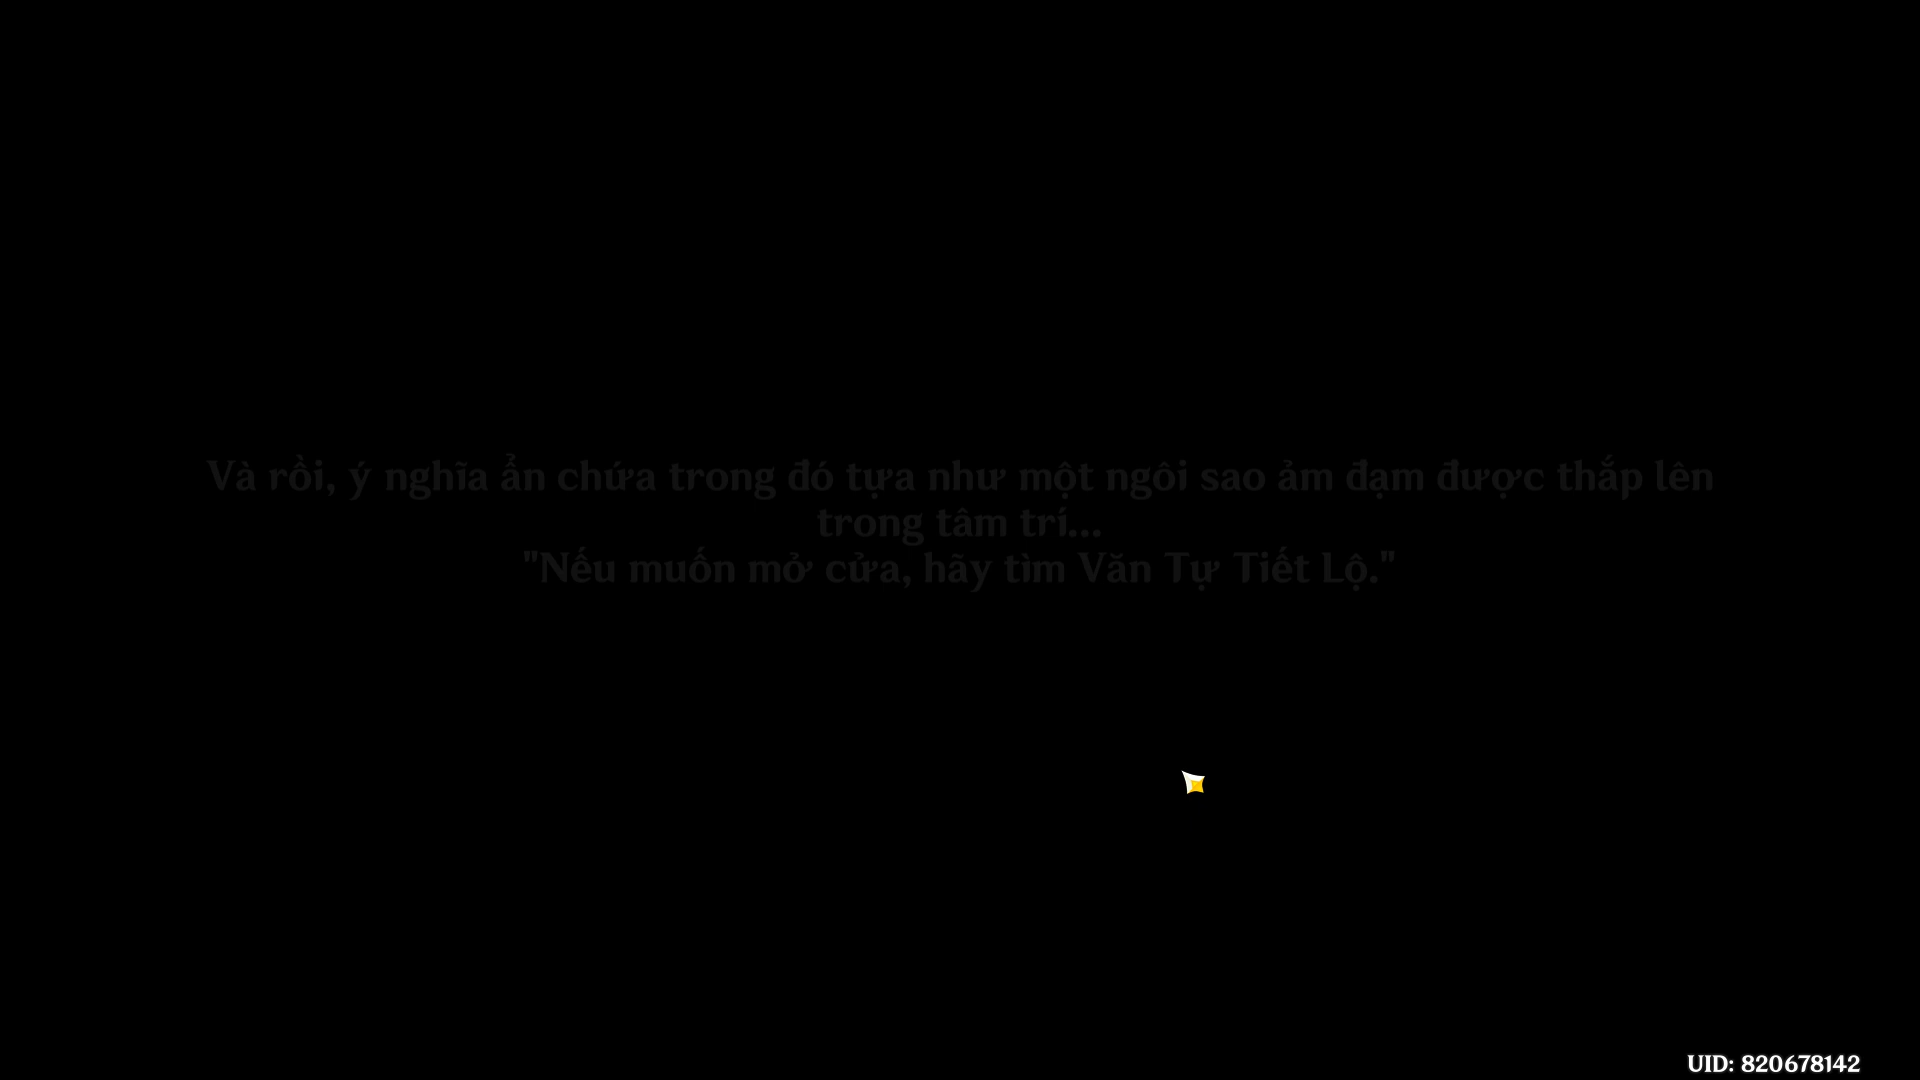 Và rồi, ý nghĩa ẩn chứa trong đó tựa như một ngôi sao ảm đạm được thắp lên
trong tâm trí...
"Nếu muốn mở cửa, hãy tìm Văn Tự Tiết Lộ."
UID: 820678142